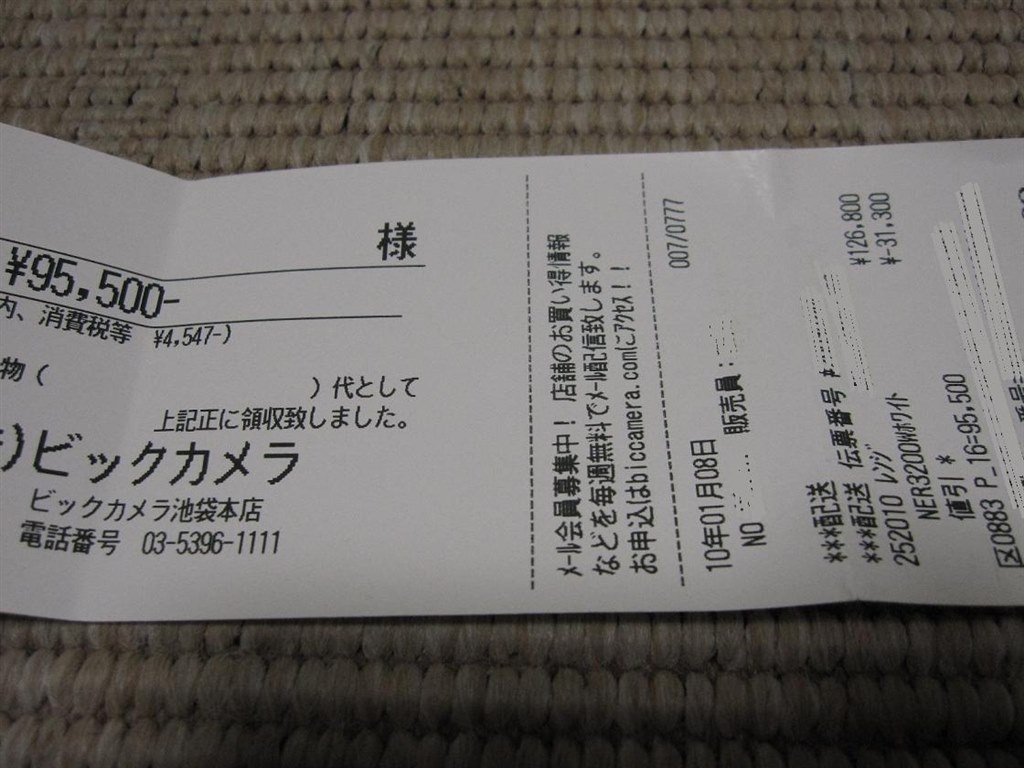 様
¥95,500-
内、消費税等 ¥4,547-)
物 ( ) 代として
上記正に領収致しました。
)ビックカメラ
ビックカメラ池袋本店
電話番号 03-5396-1111
メール会員募集中! 店舗のお買い得情報
などを毎週無料でメール配信致します。
お申込はbiccamera.comにアクセス!!
007/0777
10年01月08日 販売員:
NO
***配送
***配送 伝票番号
252010 レンジ ¥126,800
NER3200Wホワイト
値引 * ¥-31,300
0883 P_16=95,500